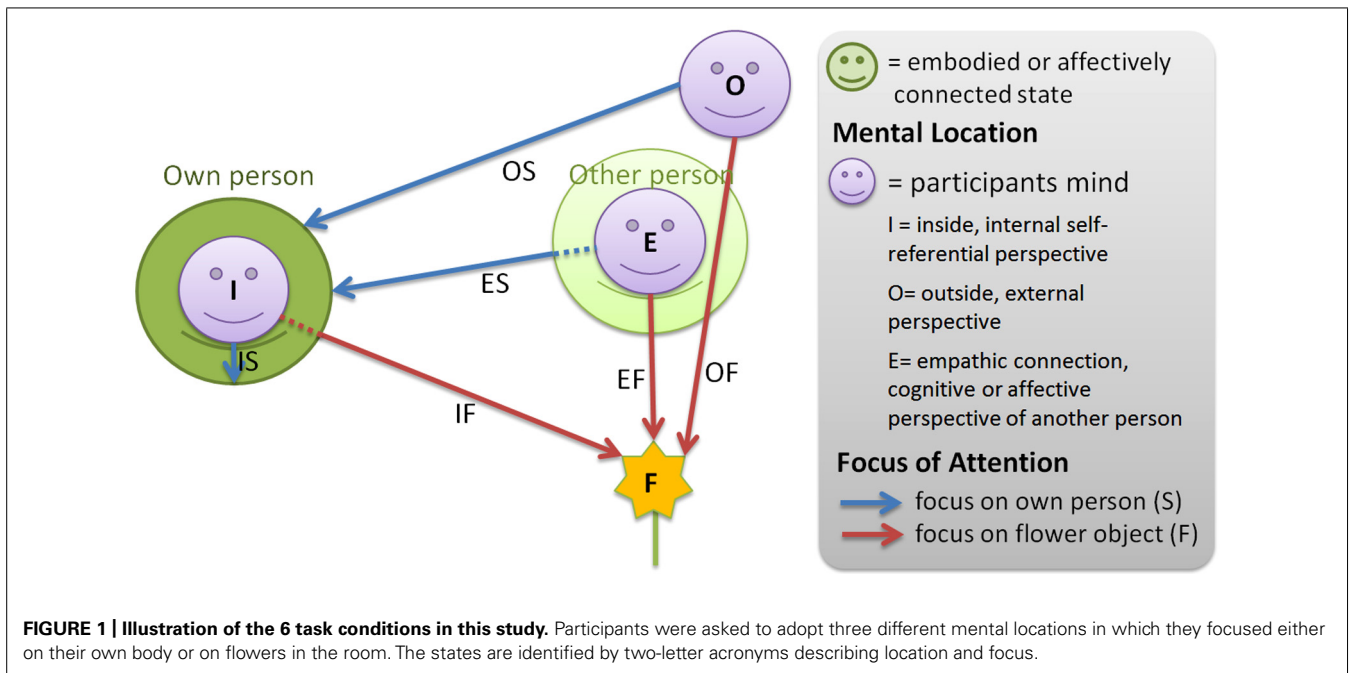 O
OS
Own person
Other person
E
I
ES
IS
EF
OF
IF
F
= embodied or affectively
connected state
Mental Location
= participants mind
I = inside, internal self-
referential perspective
O= outside, external
perspective
E= empathic connection,
cognitive or affective
perspective of another person
Focus of Attention
focus on own person (S)
focus on flower object (F)
FIGURE 1 | Illustration of the 6 task conditions in this study. Participants were asked to adopt three different mental locations in which they focused either
on their own body or on flowers in the room. The states are identified by two-letter acronyms describing location and focus.